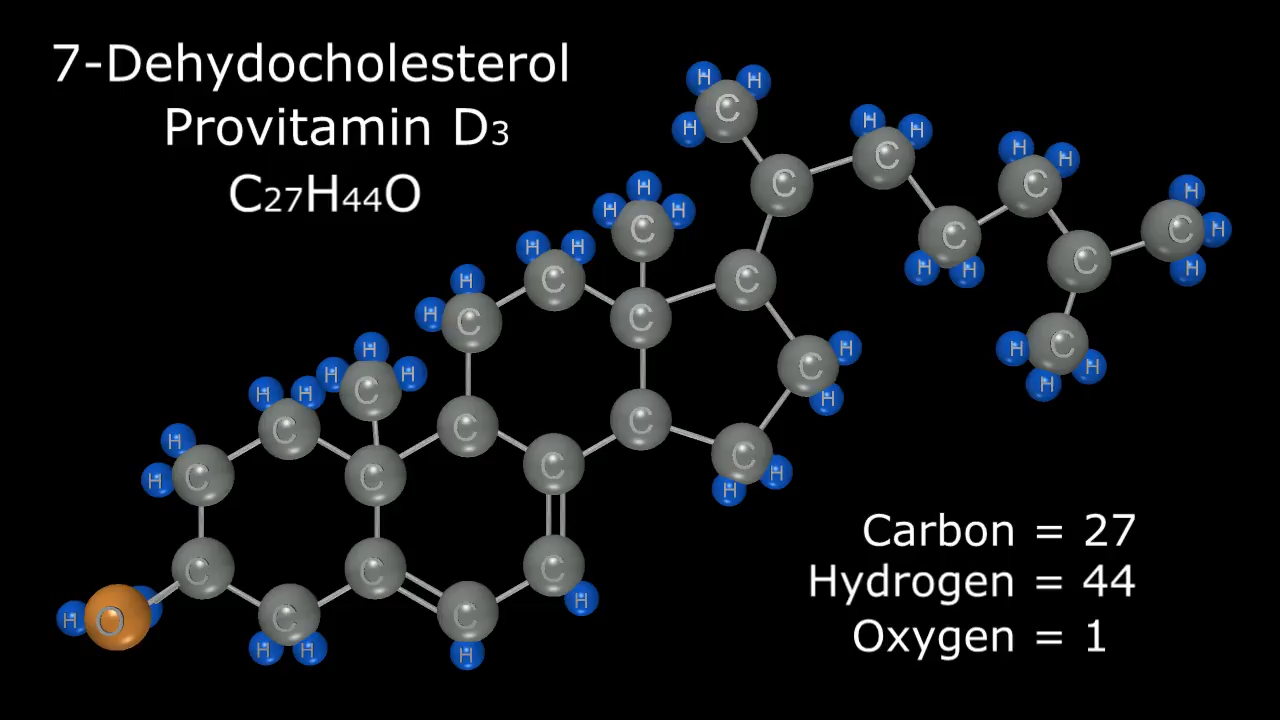 7-Dehydocholesterol
Provitamin D3
C27H44O
Carbon = 27
Hydrogen = 44
Oxygen = 1